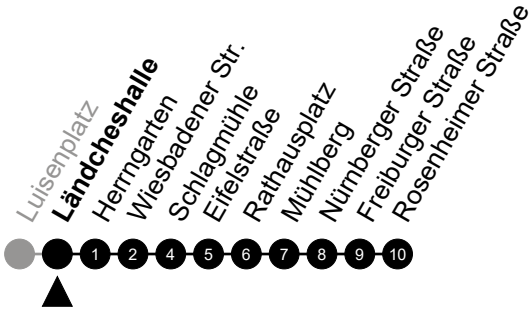 Luisenplatz
Ländcheshalle
Herrngarten
Wiesbadener Str.
Schlagmühle
Eifelstraße
Rathausplatz
Mühlberg
Nürnberger Straße
Freiburger Straße
Rosenheimer Straße
1 2 4 5 6 7 8 9 10